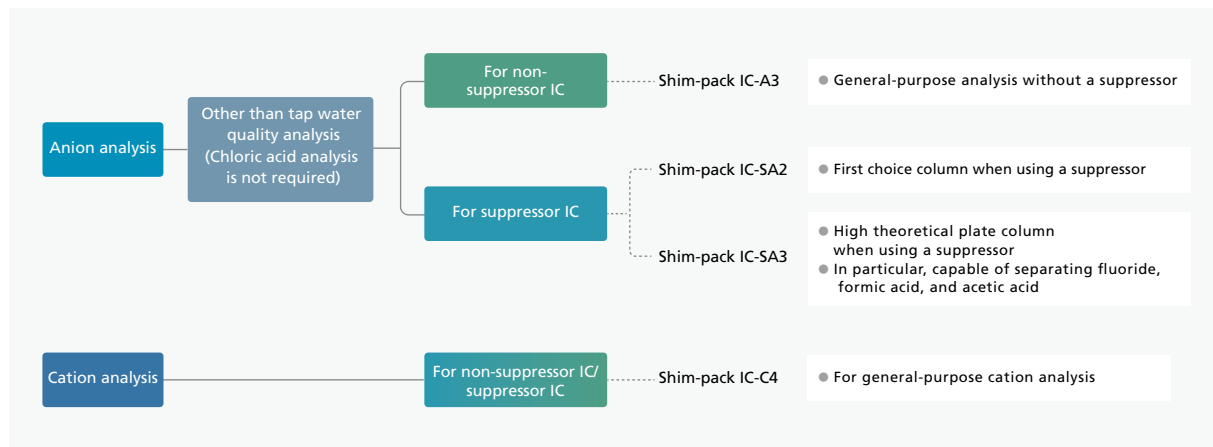 For non-
suppressor IC
Shim-pack IC-A3
General-purpose analysis without a suppressor
Anion analysis
Other than tap water
quality analysis
(Chloric acid analysis
is not required)
Shim-pack IC-SA2
First choice column when using a suppressor
For suppressor IC
Shim-pack IC-SA3
High theoretical plate column
when using a suppressor
In particular, capable of separating fluoride,
formic acid, and acetic acid
Cation analysis
For non-suppressor IC/
suppressor IC
Shim-pack IC-C4
For general-purpose cation analysis